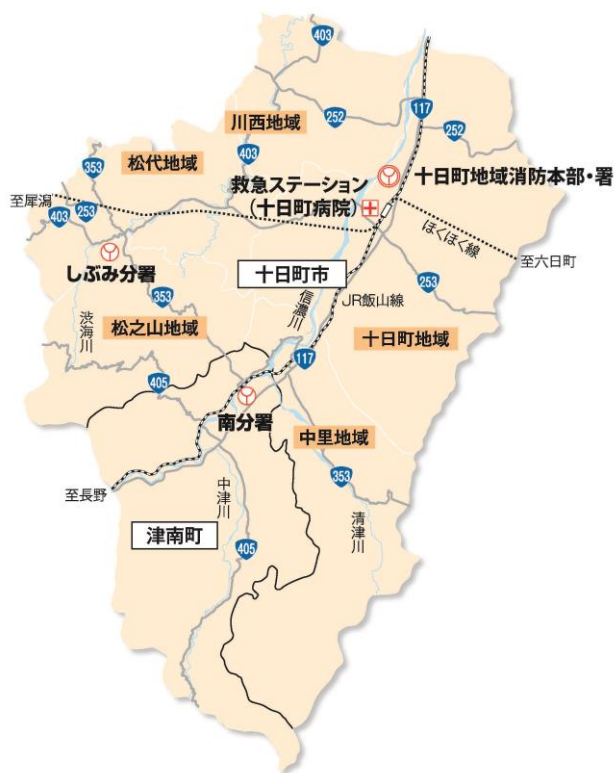 403
117
252
川西地域
252
353
松代地域
403
十日町地域消防本部・署
救急ステーション
（十日町病院）
至犀潟
403
253
ほくほく線
しぶみ分署
十日町市
至六日町
信濃川
253
353
JR飯山線
渋海川
松之山地域
十日町地域
117
405
南分署
中里地域
353
至長野
中津川
清津川
津南町
405